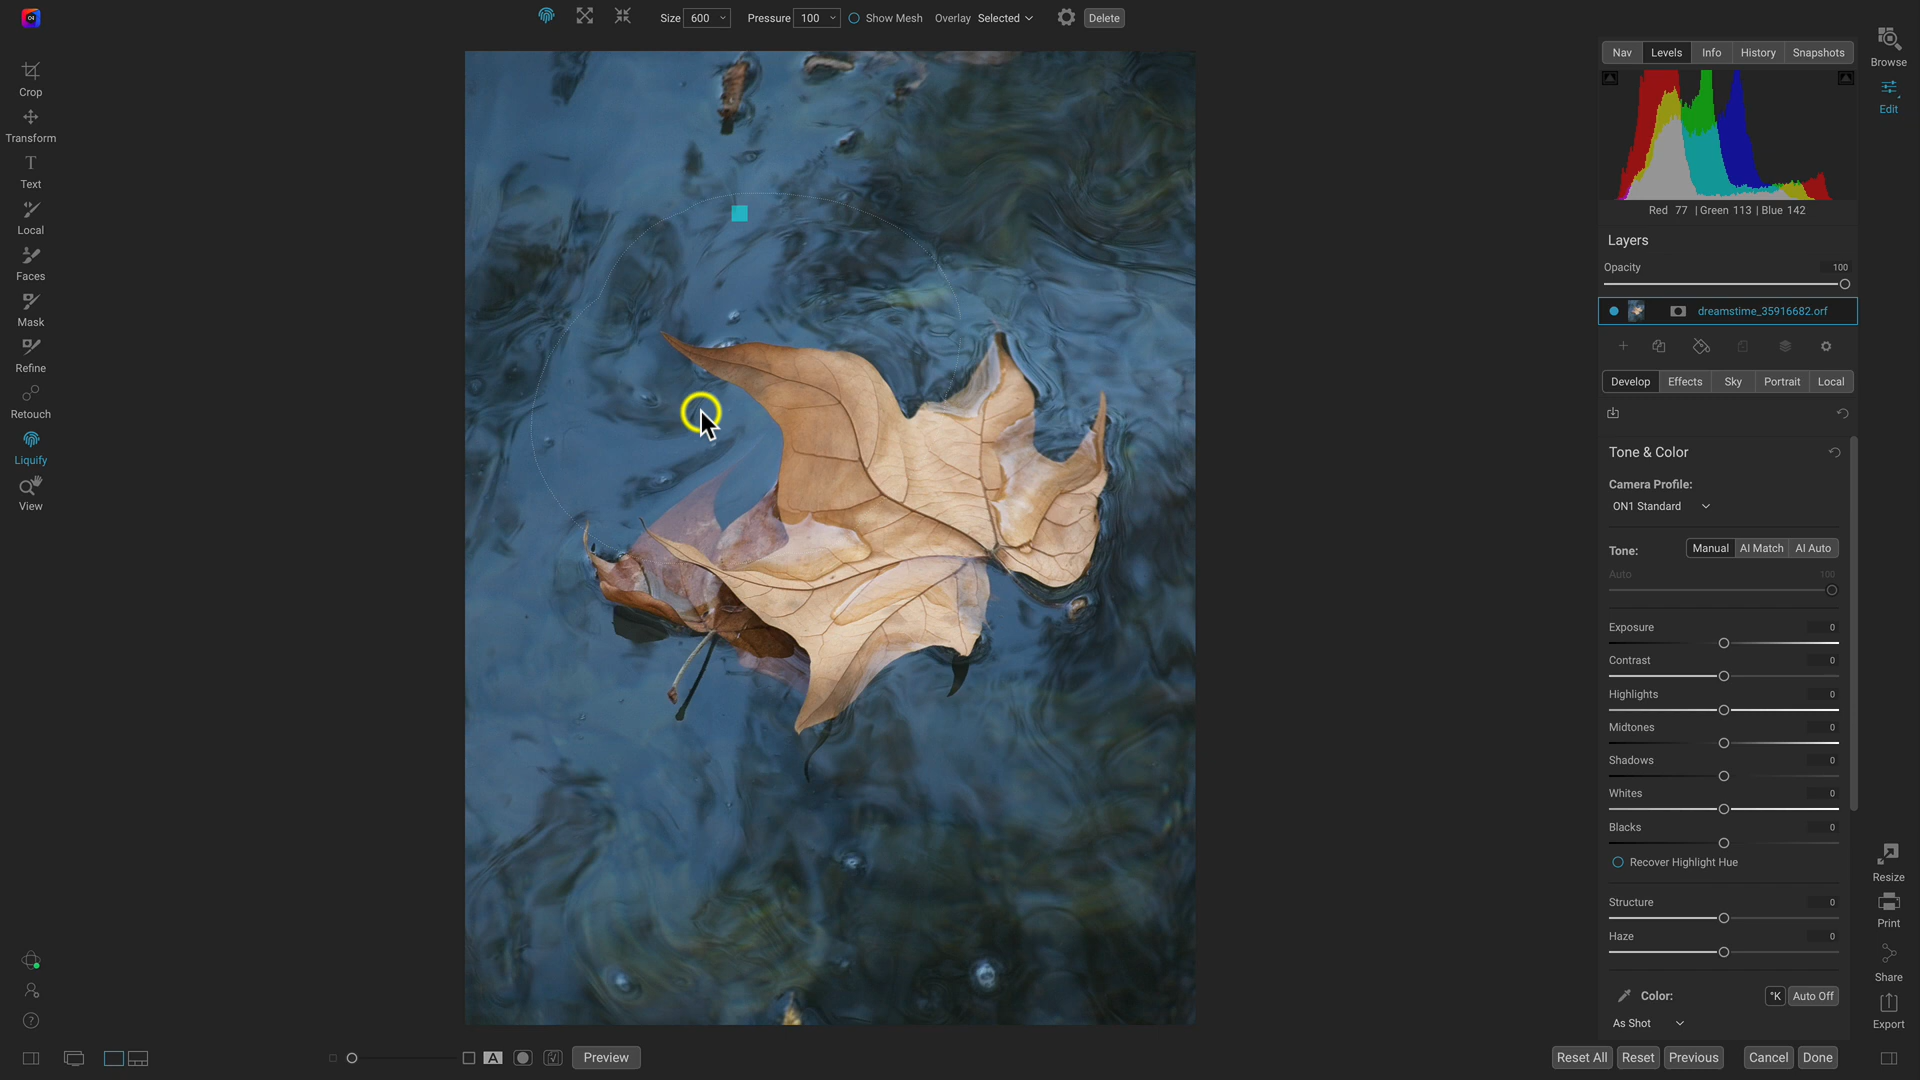 Size 600 Pressure 100 Show Mesh Overlay Selected Delete
Crop
Transform
Text
Local
Faces
Mask
Refine
Retouch
Liquify
View
Nav Levels Info History Snapshots
Red 77 | Green 113 | Blue 142
Layers
Opacity 100
dreamstime_35916682.orf
Develop Effects Sky Portrait Local
Tone & Color
Camera Profile:
ON1 Standard
Tone: Manual AI Match AI Auto
Auto 100
Exposure 0
Contrast 0
Highlights 0
Midtones 0
Shadows 0
Whites 0
Blacks 0
Recover Highlight Hue
Structure 0
Haze 0
Color: °K Auto Off
As Shot
Browse
Edit
Resize
Print
Share
Export
A Preview
Reset All Reset Previous Cancel Done